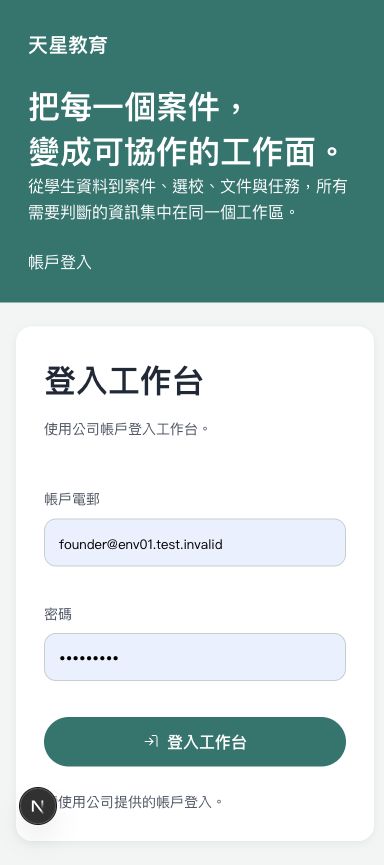 天星教育
把每一個案件，
變成可協作的工作面。
從學生資料到案件、選校、文件與任務，所有
需要判斷的資訊集中在同一個工作區。
帳戶登入
登入工作台
使用公司帳戶登入工作台。
帳戶電郵
founder@env01.test.invalid
密碼
•••••••••
登入工作台
N
使用公司提供的帳戶登入。